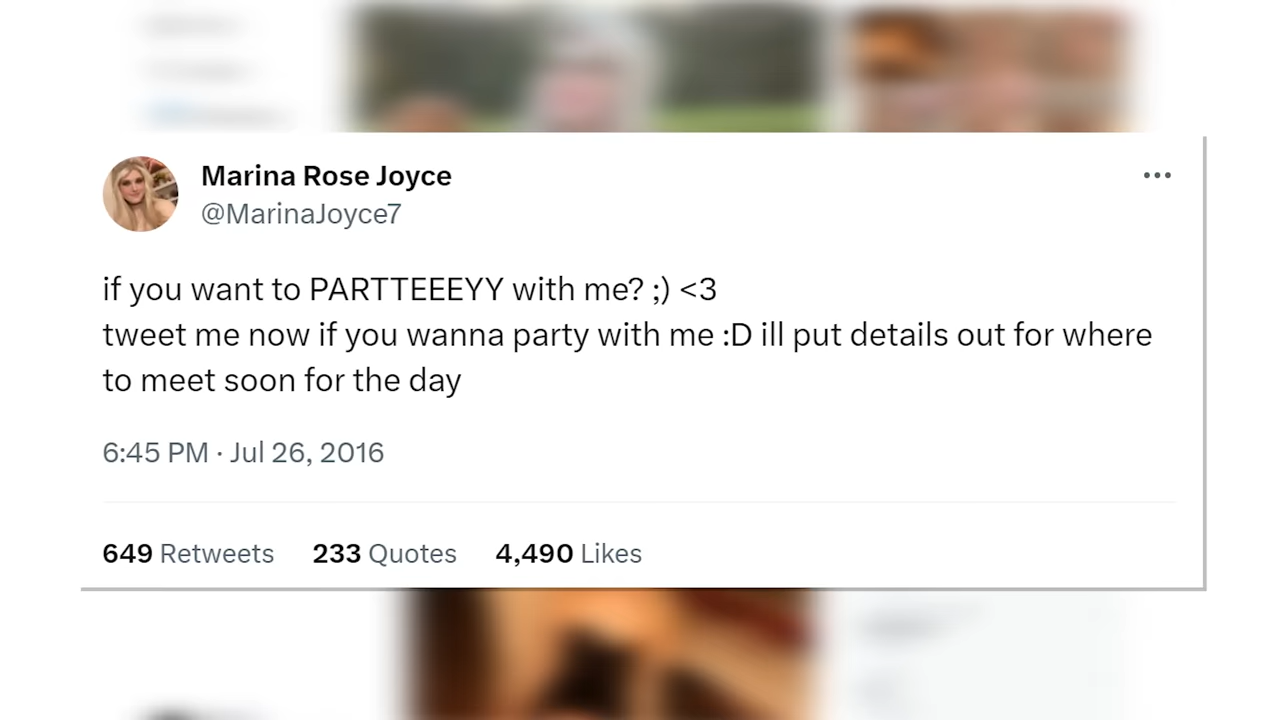 Marina Rose Joyce
@MarinaJoyce7
if you want to PARTTEEEYY with me? ;) <3
tweet me now if you wanna party with me :D ill put details out for where
to meet soon for the day
6:45 PM · Jul 26, 2016
649 Retweets 233 Quotes 4,490 Likes